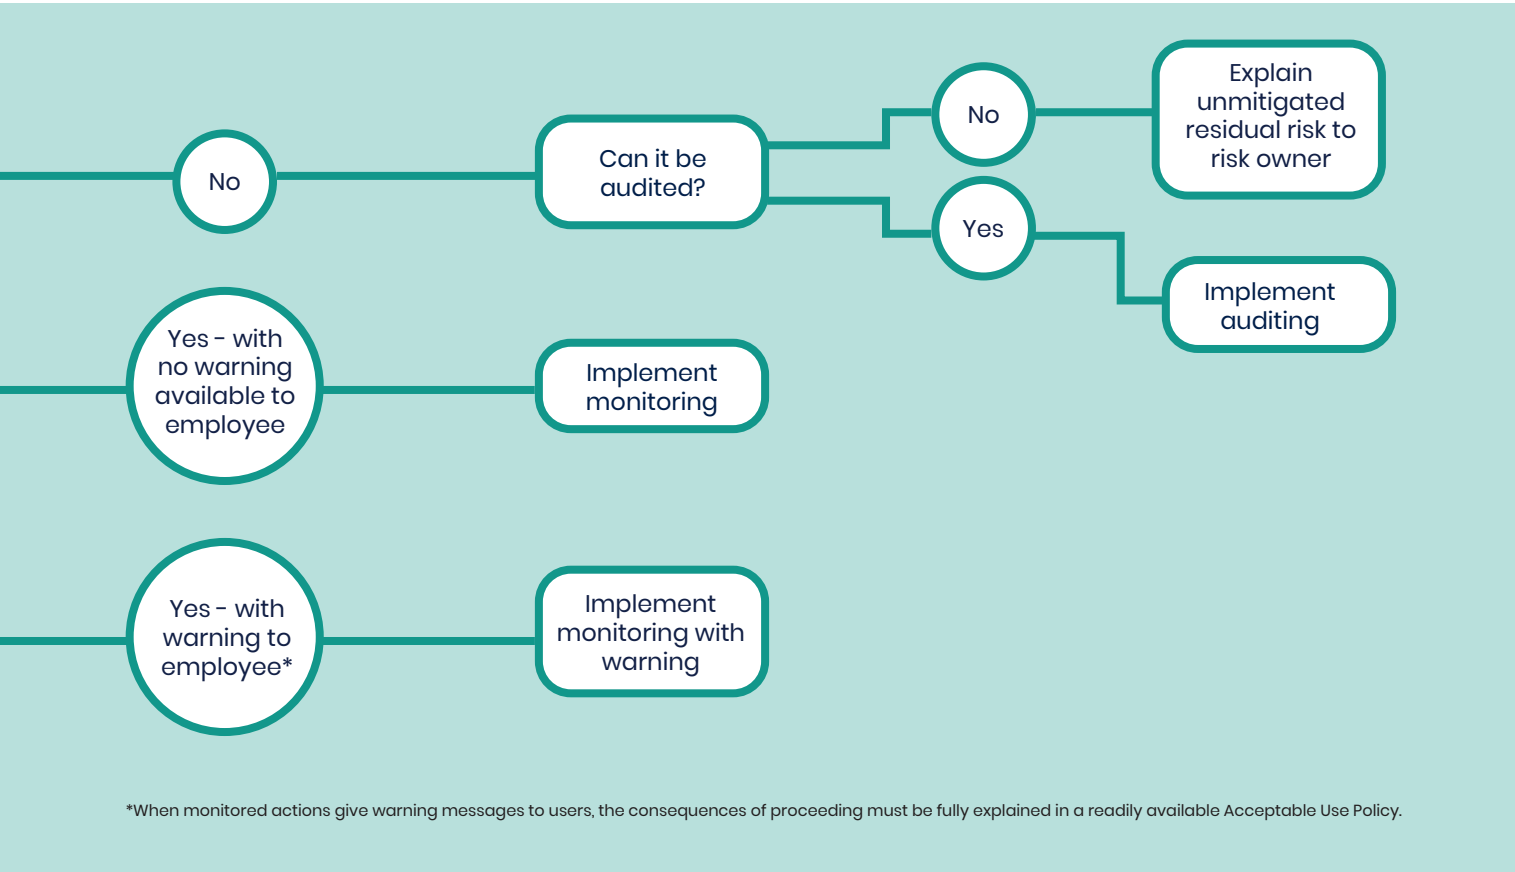 No
Can it be
audited?
No
Explain
unmitigated
residual risk to
risk owner
Yes
Implement
auditing
Yes - with
no warning
available to
employee
Implement
monitoring
Yes - with
warning to
employee*
Implement
monitoring with
warning
*When monitored actions give warning messages to users, the consequences of proceeding must be fully explained in a readily available Acceptable Use Policy.